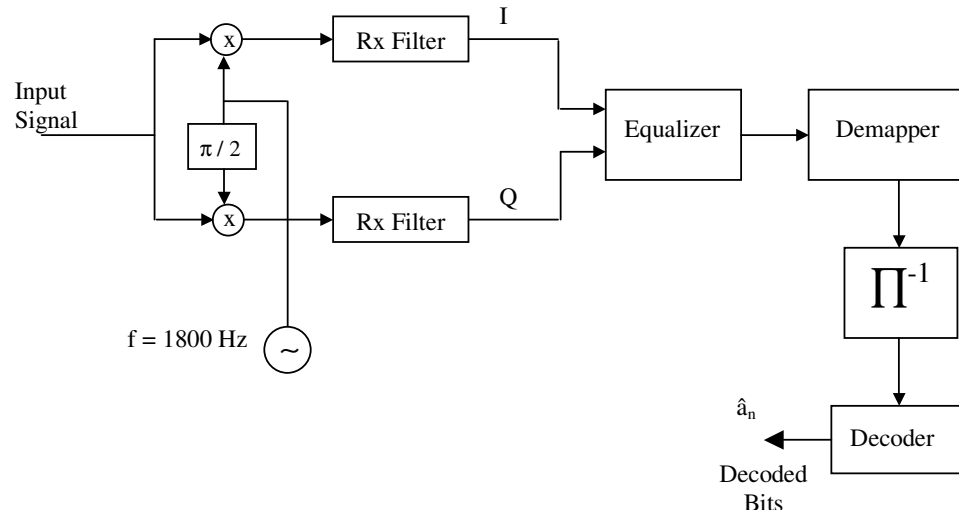 I
x
Rx Filter
Input
Signal
Equalizer
Demapper
π / 2
Q
x
Rx Filter
∏-1
f = 1800 Hz
~
ân
Decoder
Decoded
Bits